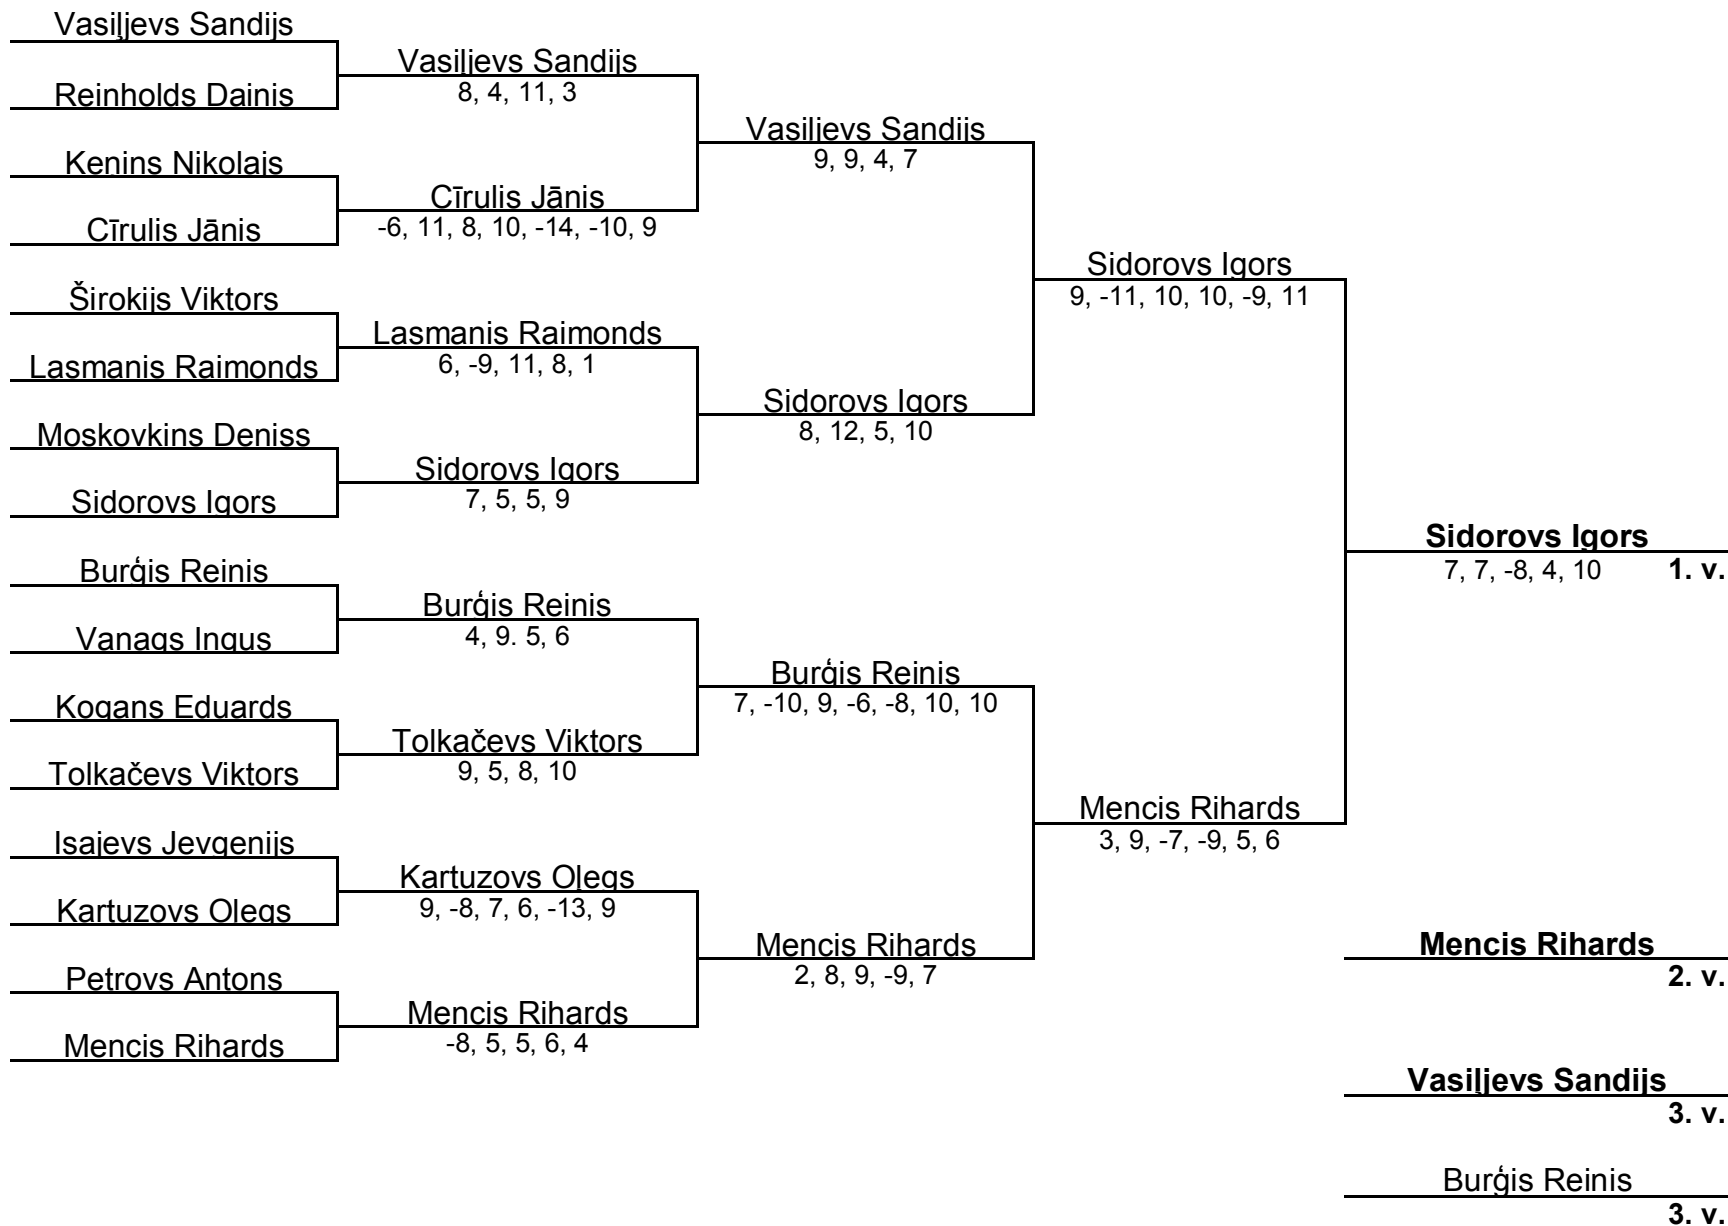 Vasiļjevs Sandijs
Reinholds Dainis
Kenins Nikolajs
Cīrulis Jānis
Širokijs Viktors
Lasmanis Raimonds
Moskovkins Deniss
Sidorovs Igors
Burģis Reinis
Vanags Ingus
Kogans Eduards
Tolkačevs Viktors
Isajevs Jevgenijs
Kartuzovs Oļegs
Petrovs Antons
Mencis Rihards
Vasiļjevs Sandijs
8, 4, 11, 3
Cīrulis Jānis
-6, 11, 8, 10, -14, -10, 9
Lasmanis Raimonds
6, -9, 11, 8, 1
Sidorovs Igors
7, 5, 5, 9
Burģis Reinis
4, 9. 5, 6
Tolkačevs Viktors
9, 5, 8, 10
Kartuzovs Oļegs
9, -8, 7, 6, -13, 9
Mencis Rihards
-8, 5, 5, 6, 4
Vasiļjevs Sandijs
9, 9, 4, 7
Sidorovs Igors
8, 12, 5, 10
Burģis Reinis
7, -10, 9, -6, -8, 10, 10
Mencis Rihards
2, 8, 9, -9, 7
Sidorovs Igors
9, -11, 10, 10, -9, 11
Mencis Rihards
3, 9, -7, -9, 5, 6
Sidorovs Igors
7, 7, -8, 4, 10 1. v.
Mencis Rihards
2. v.
Vasiļjevs Sandijs
3. v.
Burģis Reinis
3. v.